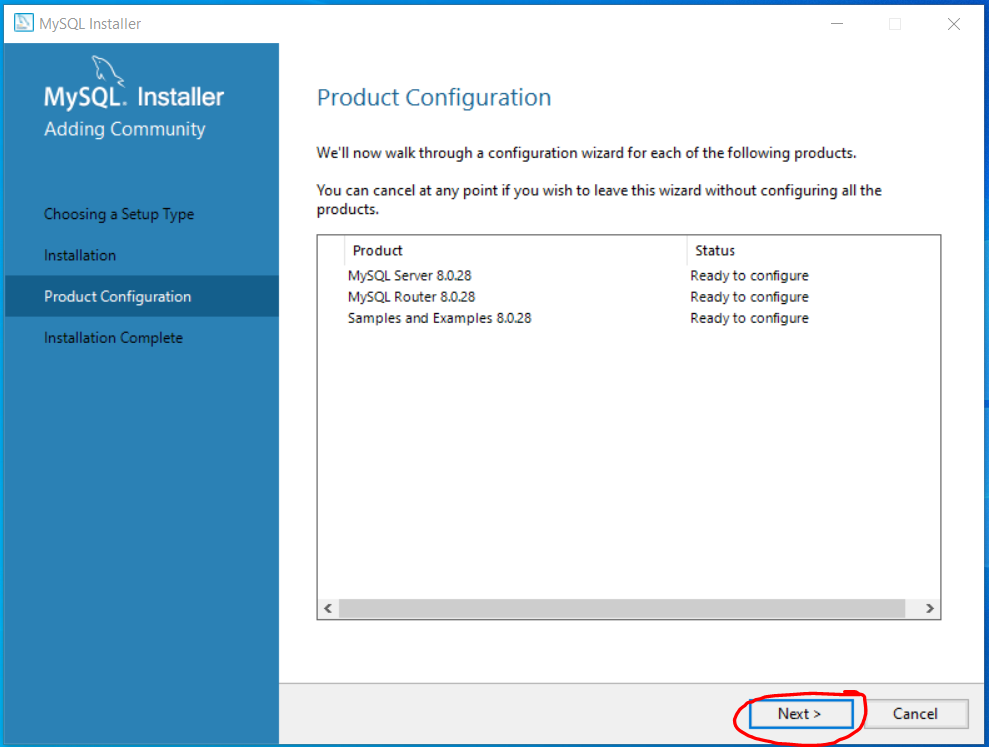 MySQL Installer
MySQL. Installer
Adding Community
Choosing a Setup Type
Installation
Product Configuration
Installation Complete
Product Configuration
We'll now walk through a configuration wizard for each of the following products.
You can cancel at any point if you wish to leave this wizard without configuring all the
products.
Product Status
MySQL Server 8.0.28 Ready to configure
MySQL Router 8.0.28 Ready to configure
Samples and Examples 8.0.28 Ready to configure
Next > Cancel